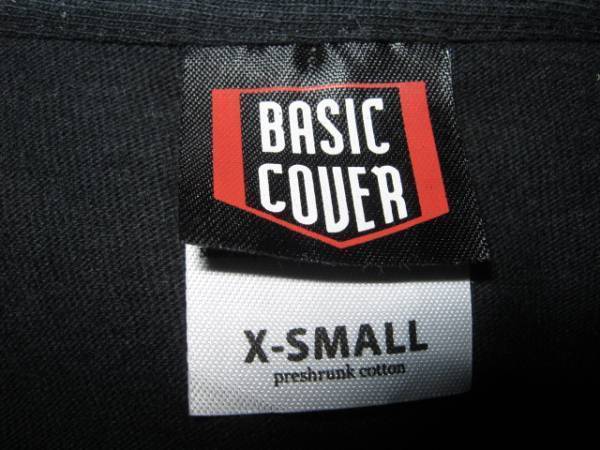 BASIC
COVER
X-SMALL
preshrunk cotton